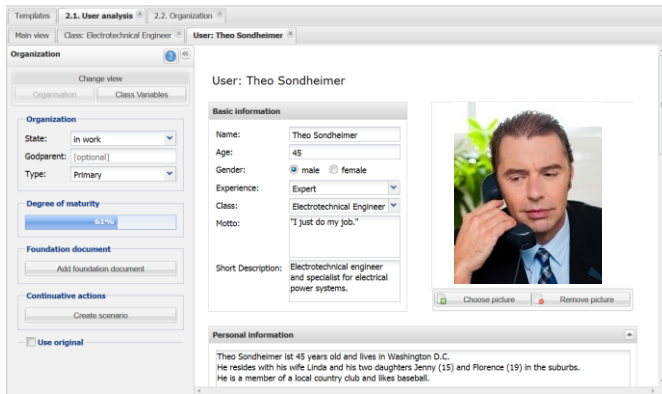 Templates 2.1. User analysis 2.2. Organization
Main view Class: Electrotechnical Engineer User: Theo Sondheimer
Organization
Change view
Organisation Class Variables
Organization
State: in work
Godparent: [optional]
Type: Primary
Degree of maturity
61%
Foundation document
Add foundation document
Continuative actions
Create scenario
Use original
User: Theo Sondheimer
Basic information
Name: Theo Sondheimer
Age: 45
Gender: male female
Experience: Expert
Class: Electrotechnical Engineer
Motto: "I just do my job."
Short Description: Electrotechnical engineer
and specialist for electrical
power systems.
Choose picture Remove picture
Personal information
Theo Sondheimer ist 45 years old and lives in Washington D.C.
He resides with his wife Linda and his two daughters Jenny (15) and Florence (19) in the suburbs.
He is a member of a local country club and likes baseball.